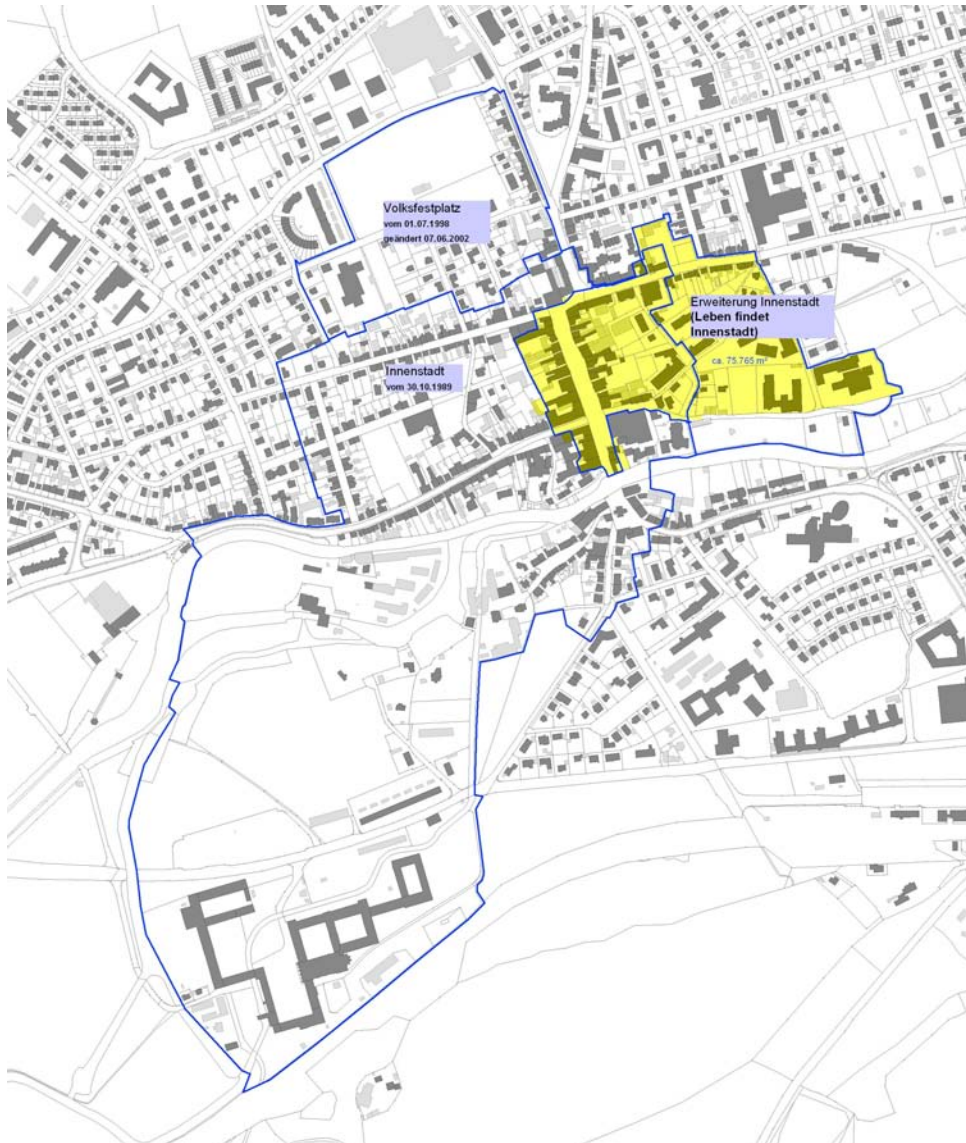 Volksfestplatz
vom 01.07.1998
geändert 07.06.2002
Erweiterung Innenstadt
(Leben findet
Innenstadt)
ca. 75.765 m²
Innenstadt
vom 30.10.1989